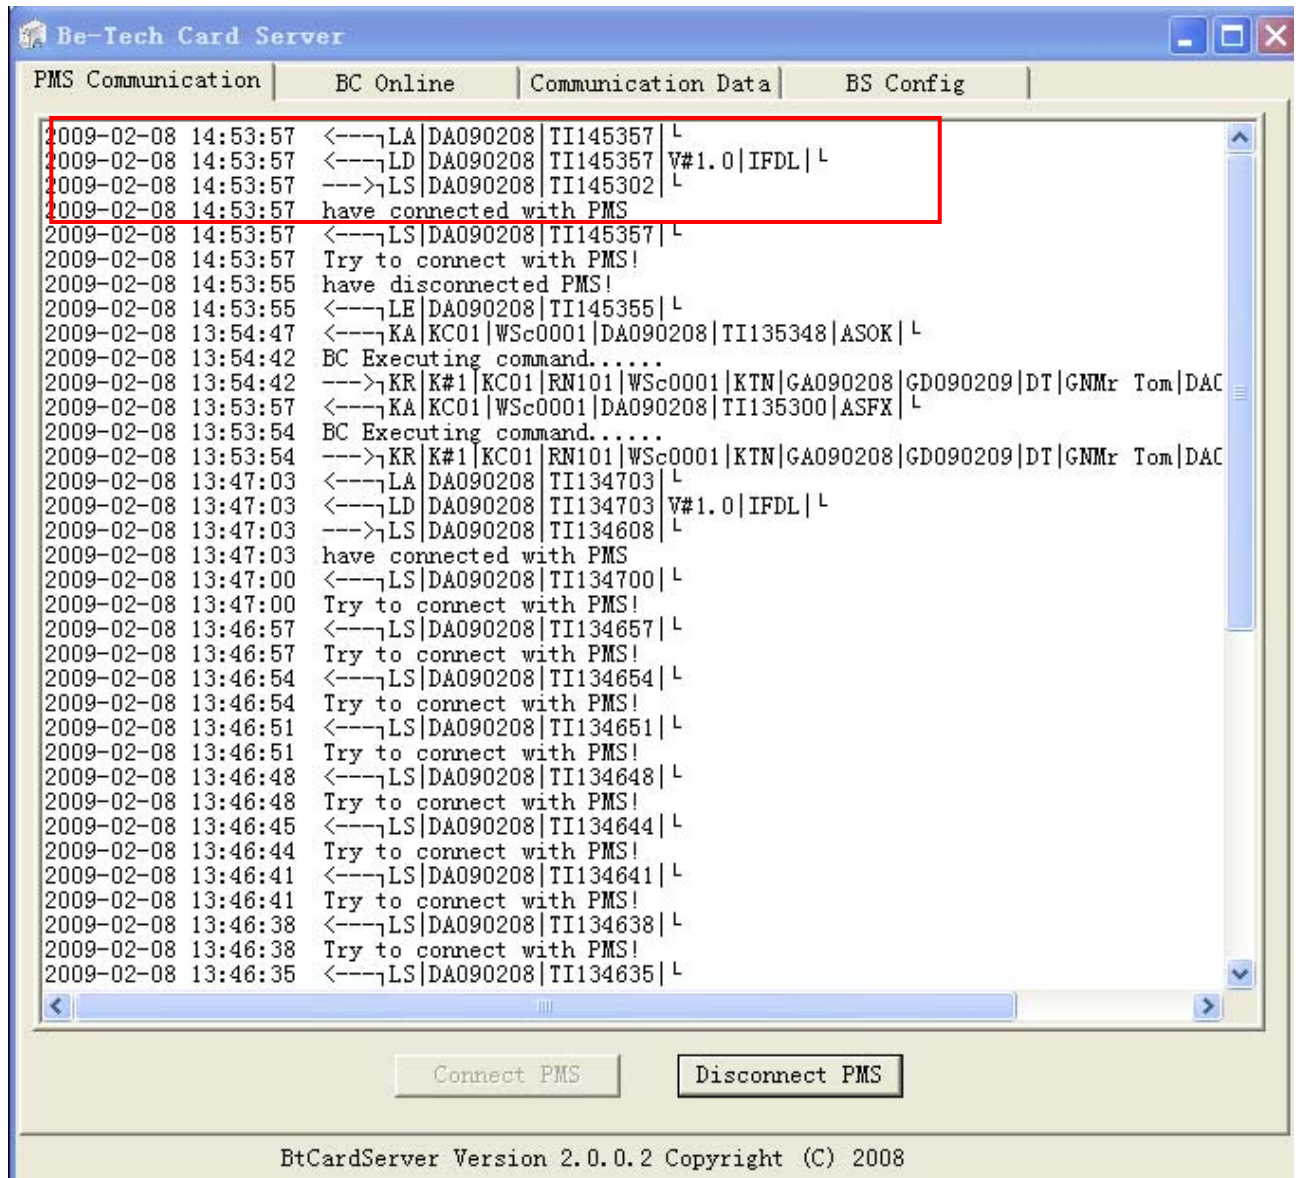 Be-Tech Card Server
PMS Communication BC Online Communication Data BS Config
2009-02-08 14:53:57 <---┐LA|DA090208|TI145357|└
2009-02-08 14:53:57 <---┐LD|DA090208|TI145357|V#1.0|IFDL|└
2009-02-08 14:53:57 --->┐LS|DA090208|TI145302|└
2009-02-08 14:53:57 have connected with PMS
2009-02-08 14:53:57 <---┐LS|DA090208|TI145357|└
2009-02-08 14:53:57 Try to connect with PMS!
2009-02-08 14:53:55 have disconnected PMS!
2009-02-08 14:53:55 <---┐LE|DA090208|TI145355|└
2009-02-08 13:54:47 <---┐KA|KC01|WSc0001|DA090208|TI135348|ASOK|└
2009-02-08 13:54:42 BC Executing command......
2009-02-08 13:54:42 --->┐KR|K#1|KC01|RN101|WSc0001|KTN|GA090208|GD090209|DT|GNMr Tom|DA0
2009-02-08 13:53:57 <---┐KA|KC01|WSc0001|DA090208|TI135300|ASFX|└
2009-02-08 13:53:54 BC Executing command......
2009-02-08 13:53:54 --->┐KR|K#1|KC01|RN101|WSc0001|KTN|GA090208|GD090209|DT|GNMr Tom|DA0
2009-02-08 13:47:03 <---┐LA|DA090208|TI134703|└
2009-02-08 13:47:03 <---┐LD|DA090208|TI134703|V#1.0|IFDL|└
2009-02-08 13:47:03 --->┐LS|DA090208|TI134608|└
2009-02-08 13:47:03 have connected with PMS
2009-02-08 13:47:00 <---┐LS|DA090208|TI134700|└
2009-02-08 13:47:00 Try to connect with PMS!
2009-02-08 13:46:57 <---┐LS|DA090208|TI134657|└
2009-02-08 13:46:57 Try to connect with PMS!
2009-02-08 13:46:54 <---┐LS|DA090208|TI134654|└
2009-02-08 13:46:54 Try to connect with PMS!
2009-02-08 13:46:51 <---┐LS|DA090208|TI134651|└
2009-02-08 13:46:51 Try to connect with PMS!
2009-02-08 13:46:48 <---┐LS|DA090208|TI134648|└
2009-02-08 13:46:48 Try to connect with PMS!
2009-02-08 13:46:45 <---┐LS|DA090208|TI134644|└
2009-02-08 13:46:44 Try to connect with PMS!
2009-02-08 13:46:41 <---┐LS|DA090208|TI134641|└
2009-02-08 13:46:41 Try to connect with PMS!
2009-02-08 13:46:38 <---┐LS|DA090208|TI134638|└
2009-02-08 13:46:38 Try to connect with PMS!
2009-02-08 13:46:35 <---┐LS|DA090208|TI134635|└
Connect PMS Disconnect PMS
BtCardServer Version 2.0.0.2 Copyright (C) 2008